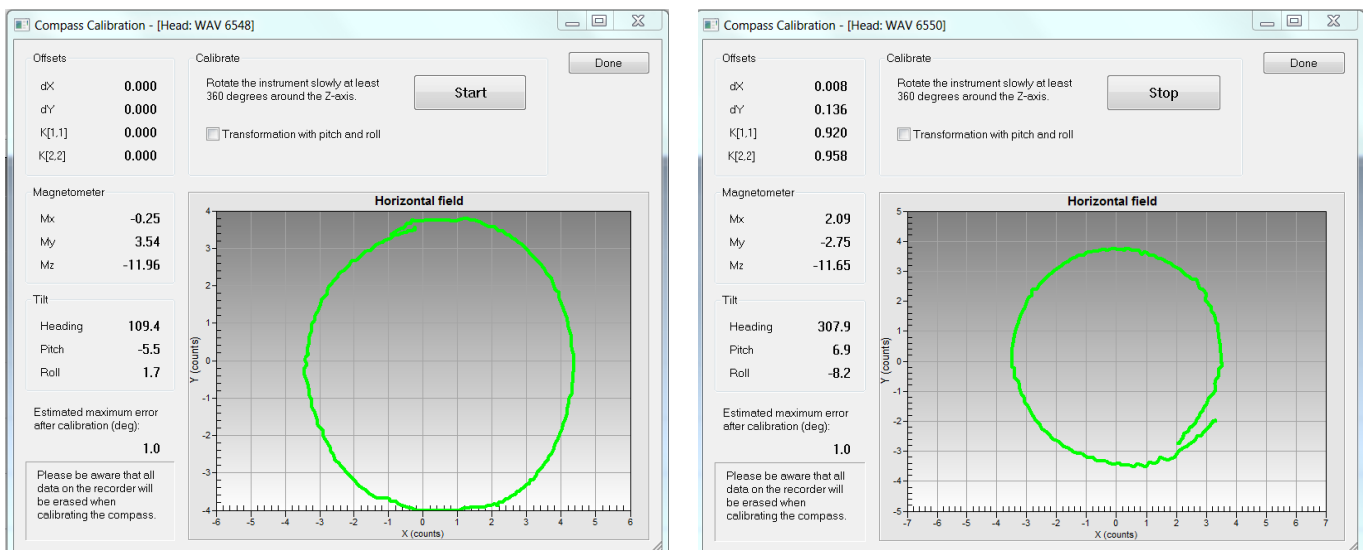 Compass Calibration - [Head: WAV 6548]
Offsets
dX 0.000
dY 0.000
K[1,1] 0.000
K[2,2] 0.000
Calibrate
Rotate the instrument slowly at least
360 degrees around the Z-axis.
Start
Transformation with pitch and roll
Done
Magnetometer
Mx -0.25
My 3.54
Mz -11.96
Tilt
Heading 109.4
Pitch -5.5
Roll 1.7
Estimated maximum error
after calibration (deg):
1.0
Please be aware that all
data on the recorder will
be erased when
calibrating the compass.
Horizontal field
Y (counts)
4
3
2
1
0
-1
-2
-3
-4
-6 -5 -4 -3 -2 -1 0 1 2 3 4 5 6
X (counts)
Compass Calibration - [Head: WAV 6550]
Offsets
dX 0.008
dY 0.136
K[1,1] 0.920
K[2,2] 0.958
Calibrate
Rotate the instrument slowly at least
360 degrees around the Z-axis.
Stop
Transformation with pitch and roll
Done
Magnetometer
Mx 2.09
My -2.75
Mz -11.65
Tilt
Heading 307.9
Pitch 6.9
Roll -8.2
Estimated maximum error
after calibration (deg):
1.0
Please be aware that all
data on the recorder will
be erased when
calibrating the compass.
Horizontal field
Y (counts)
5
4
3
2
1
0
-1
-2
-3
-4
-5
-7 -6 -5 -4 -3 -2 -1 0 1 2 3 4 5 6 7
X (counts)